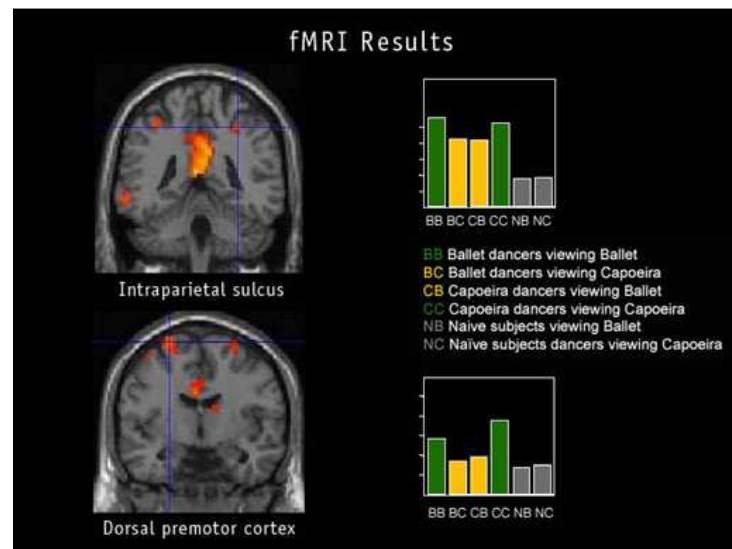 fMRI Results
BB BC CB CC NB NC
Intraparietal sulcus
BB Ballet dancers viewing Ballet
BC Ballet dancers viewing Capoeira
CB Capoeira dancers viewing Ballet
CC Capoeira dancers viewing Capoeira
NB Naive subjects viewing Ballet
NC Naïve subjects dancers viewing Capoeira
Dorsal premotor cortex
BB BC CB CC NB NC